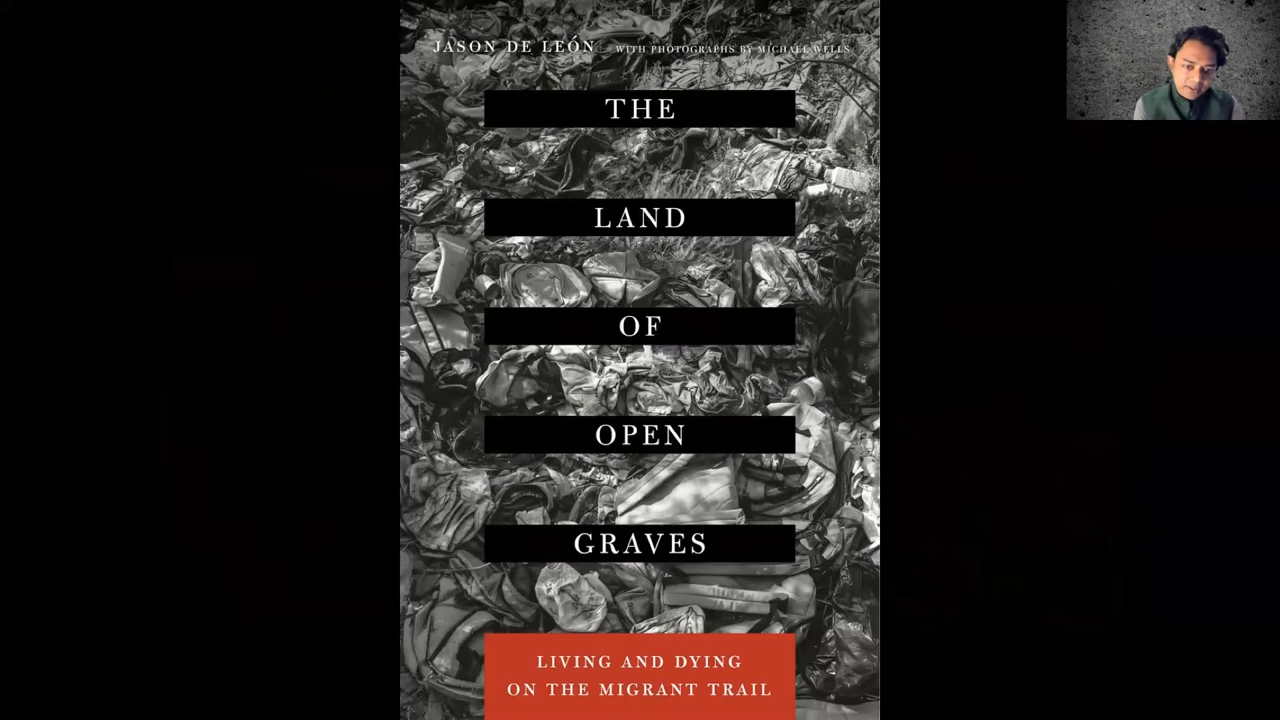 JASON DE LEÓN WITH PHOTOGRAPHS BY MICHAEL WELLS
THE
LAND
OF
OPEN
GRAVES
LIVING AND DYING
ON THE MIGRANT TRAIL